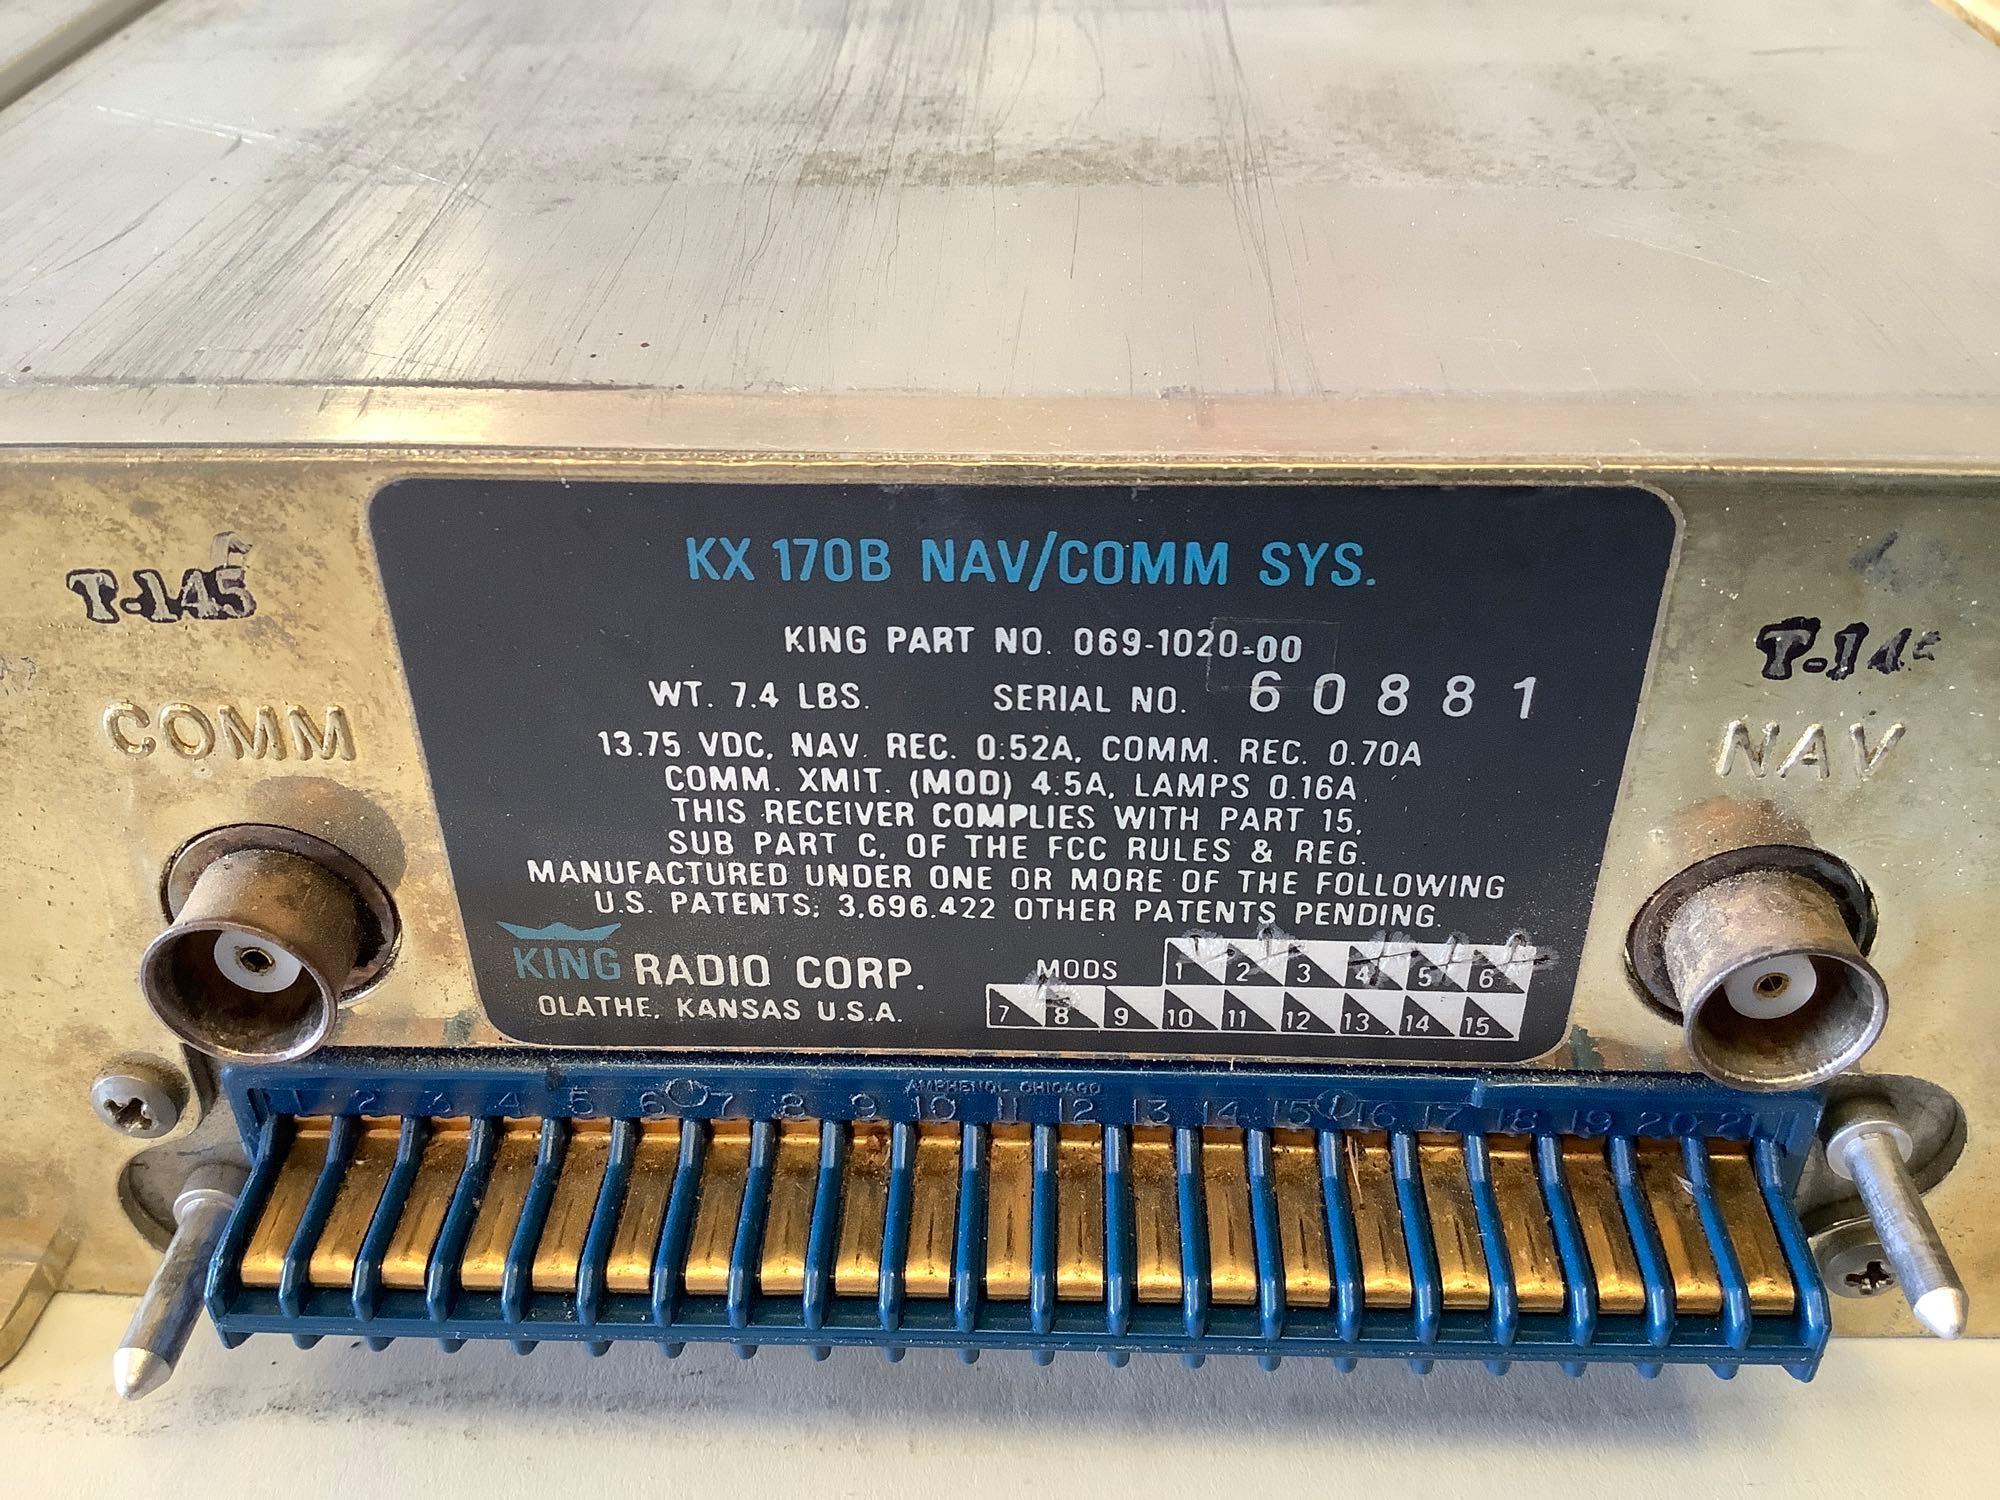 KX 170B NAV/COMM SYS.
T-145
KING PART NO. 069-1020-00
WT. 7.4 LBS. SERIAL NO. 60881
COMM
NAV
13.75 VDC, NAV. REC. 0.52A, COMM. REC. 0.70A
COMM. XMIT. (MOD) 4.5A, LAMPS 0.16A
THIS RECEIVER COMPLIES WITH PART 15,
SUB PART C, OF THE FCC RULES & REG.
MANUFACTURED UNDER ONE OR MORE OF THE FOLLOWING
U.S. PATENTS; 3,696,422 OTHER PATENTS PENDING.
KING RADIO CORP.
OLATHE, KANSAS U.S.A.
MODS 1 2 3 4 5 6
7 8 9 10 11 12 13 14 15
AMPHENOL CHICAGO
1 2 3 4 5 6 7 8 9 10 11 12 13 14 15 16 17 18 19 20 21